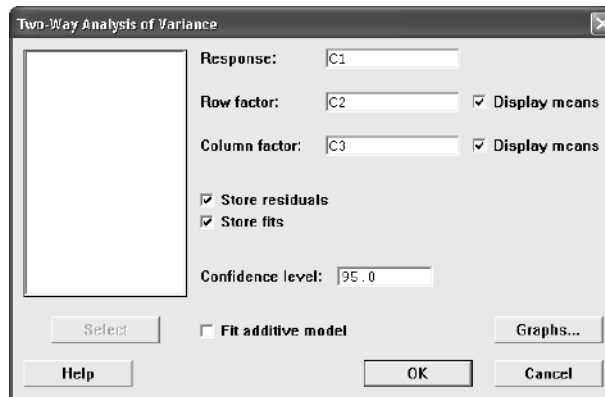 Two-Way Analysis of Variance
Response: C1
Row factor: C2 Display means
Column factor: C3 Display means
Store residuals
Store fits
Confidence level: 95.0
Select Fit additive model Graphs...
Help OK Cancel